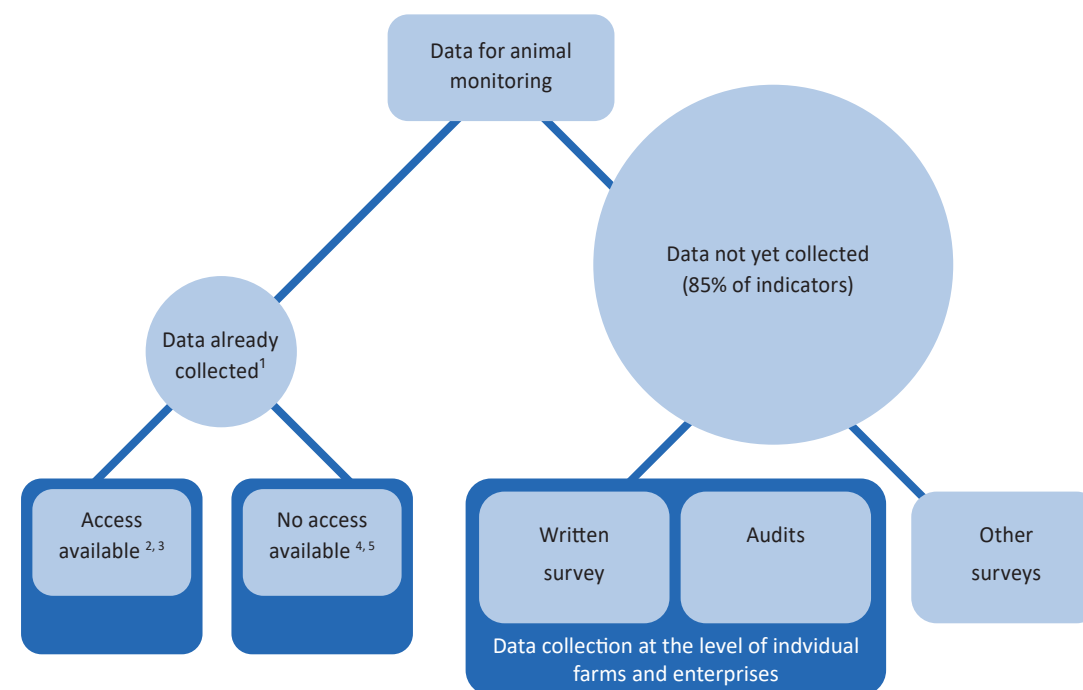 Data for animal
monitoring
Data not yet collected
(85% of indicators)
Data already
collected1
Access
available 2, 3
No access
available 4, 5
Written
survey
Audits
Other
surveys
Data collection at the level of indvidual
farms and enterprises